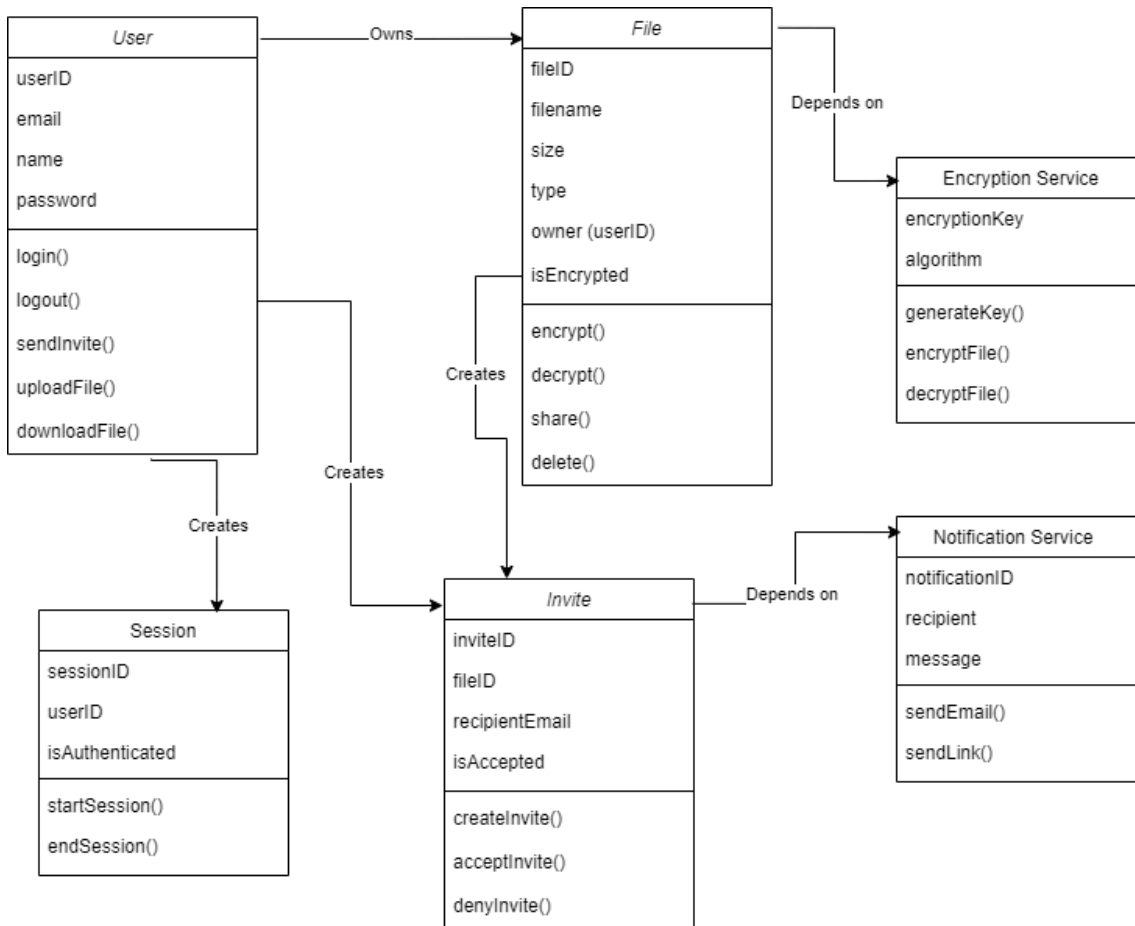 User
userID
email
name
password
login()
logout()
sendInvite()
uploadFile()
downloadFile()
Owns
File
fileID
filename
size
type
owner (userID)
isEncrypted
encrypt()
decrypt()
share()
delete()
Depends on
Encryption Service
encryptionKey
algorithm
generateKey()
encryptFile()
decryptFile()
Creates
Creates
Creates
Session
sessionID
userID
isAuthenticated
startSession()
endSession()
Invite
inviteID
fileID
recipientEmail
isAccepted
createInvite()
acceptInvite()
denyInvite()
Depends on
Notification Service
notificationID
recipient
message
sendEmail()
sendLink()